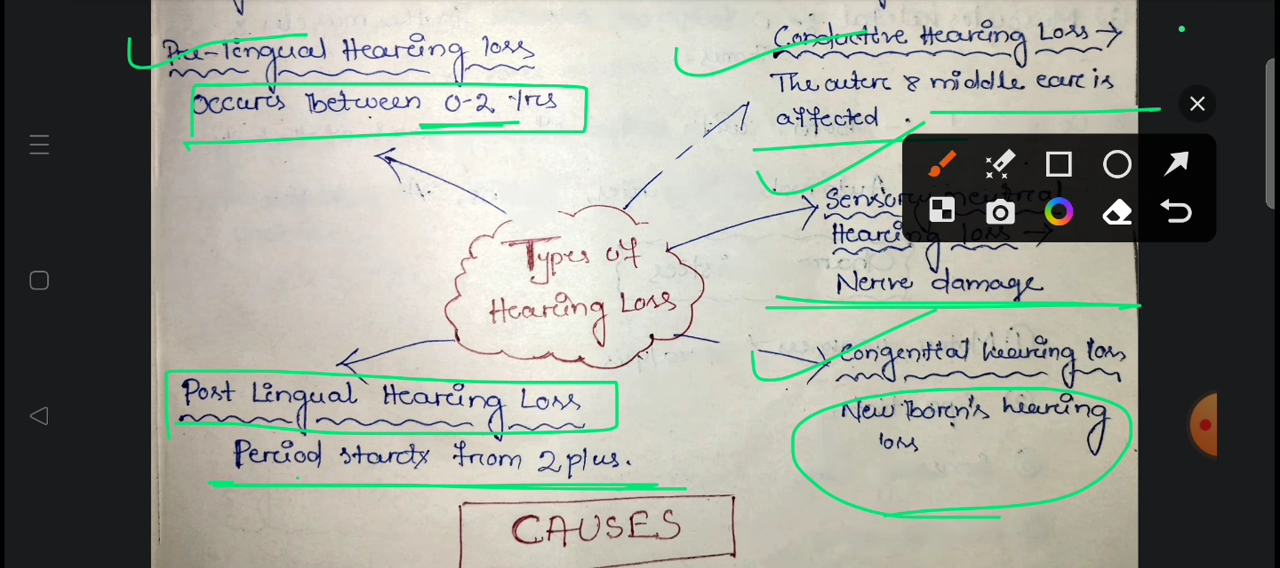 Pre-lingual Hearing loss
occurs between 0-2 Yrs
Conductive Hearing Loss →
The outer & middle ear is
affected.
Sensory neutral
Hearing loss →
Nerve damage
Types of
Hearing Loss
Congenital hearing loss
New born's hearing
loss
Post Lingual Hearing Loss
Period starts from 2 plus.
CAUSES